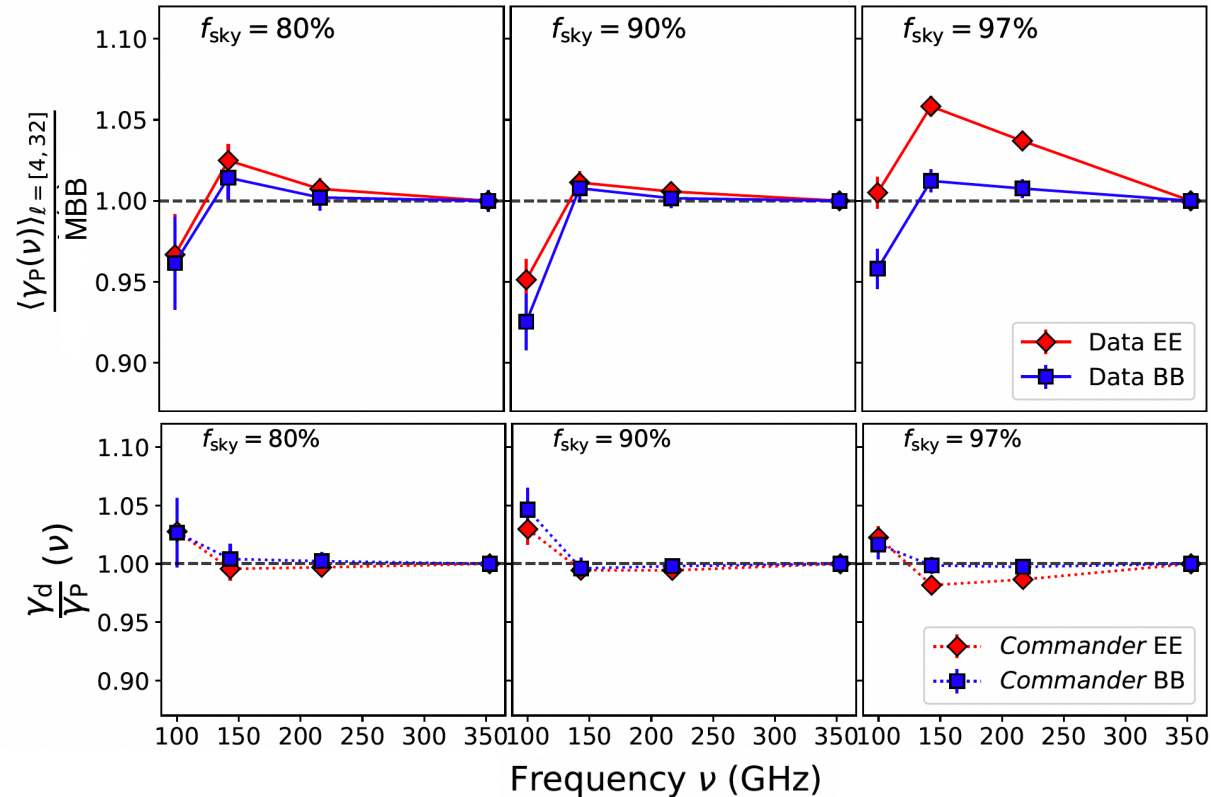 f_sky = 80%
f_sky = 90%
f_sky = 97%
1.10
1.05
1.00
0.95
0.90
⟨γ_P(ν)⟩_ℓ = [4, 32]
MBB
Data EE
Data BB
f_sky = 80%
f_sky = 90%
f_sky = 97%
1.10
1.05
1.00
0.95
0.90
γ_d
γ_P
(ν)
Commander EE
Commander BB
100 150 200 250 300 350
100 150 200 250 300 350
100 150 200 250 300 350
Frequency ν (GHz)